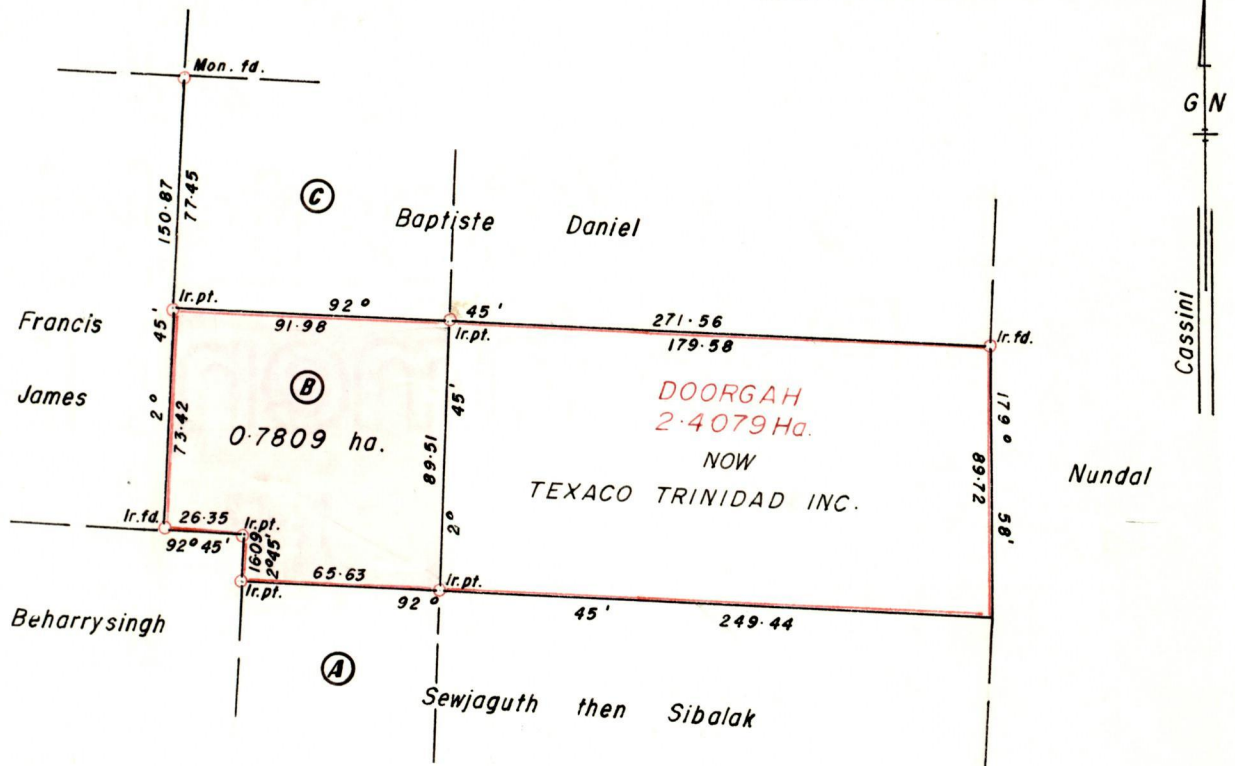 Mon. fd.
G N
150·87
77·45
C
Baptiste Daniel
Ir. pt.
92° 45'
271·56
91·98
Ir. pt.
179·58
Ir. fd.
Francis
James
Cassini
2° 45'
73·42
B
0·7809 ha.
2° 45'
89·51
DOORGAH
2·4079 Ha.
NOW
TEXACO TRINIDAD INC.
179° 58'
89·72
Nundal
Ir. fd.
26·35
Ir. pt.
92° 45'
16·09
2° 45'
Ir. pt.
65·63
Ir. pt.
92° 45'
249·44
Beharrysingh
A
Sewjaguth then Sibalak